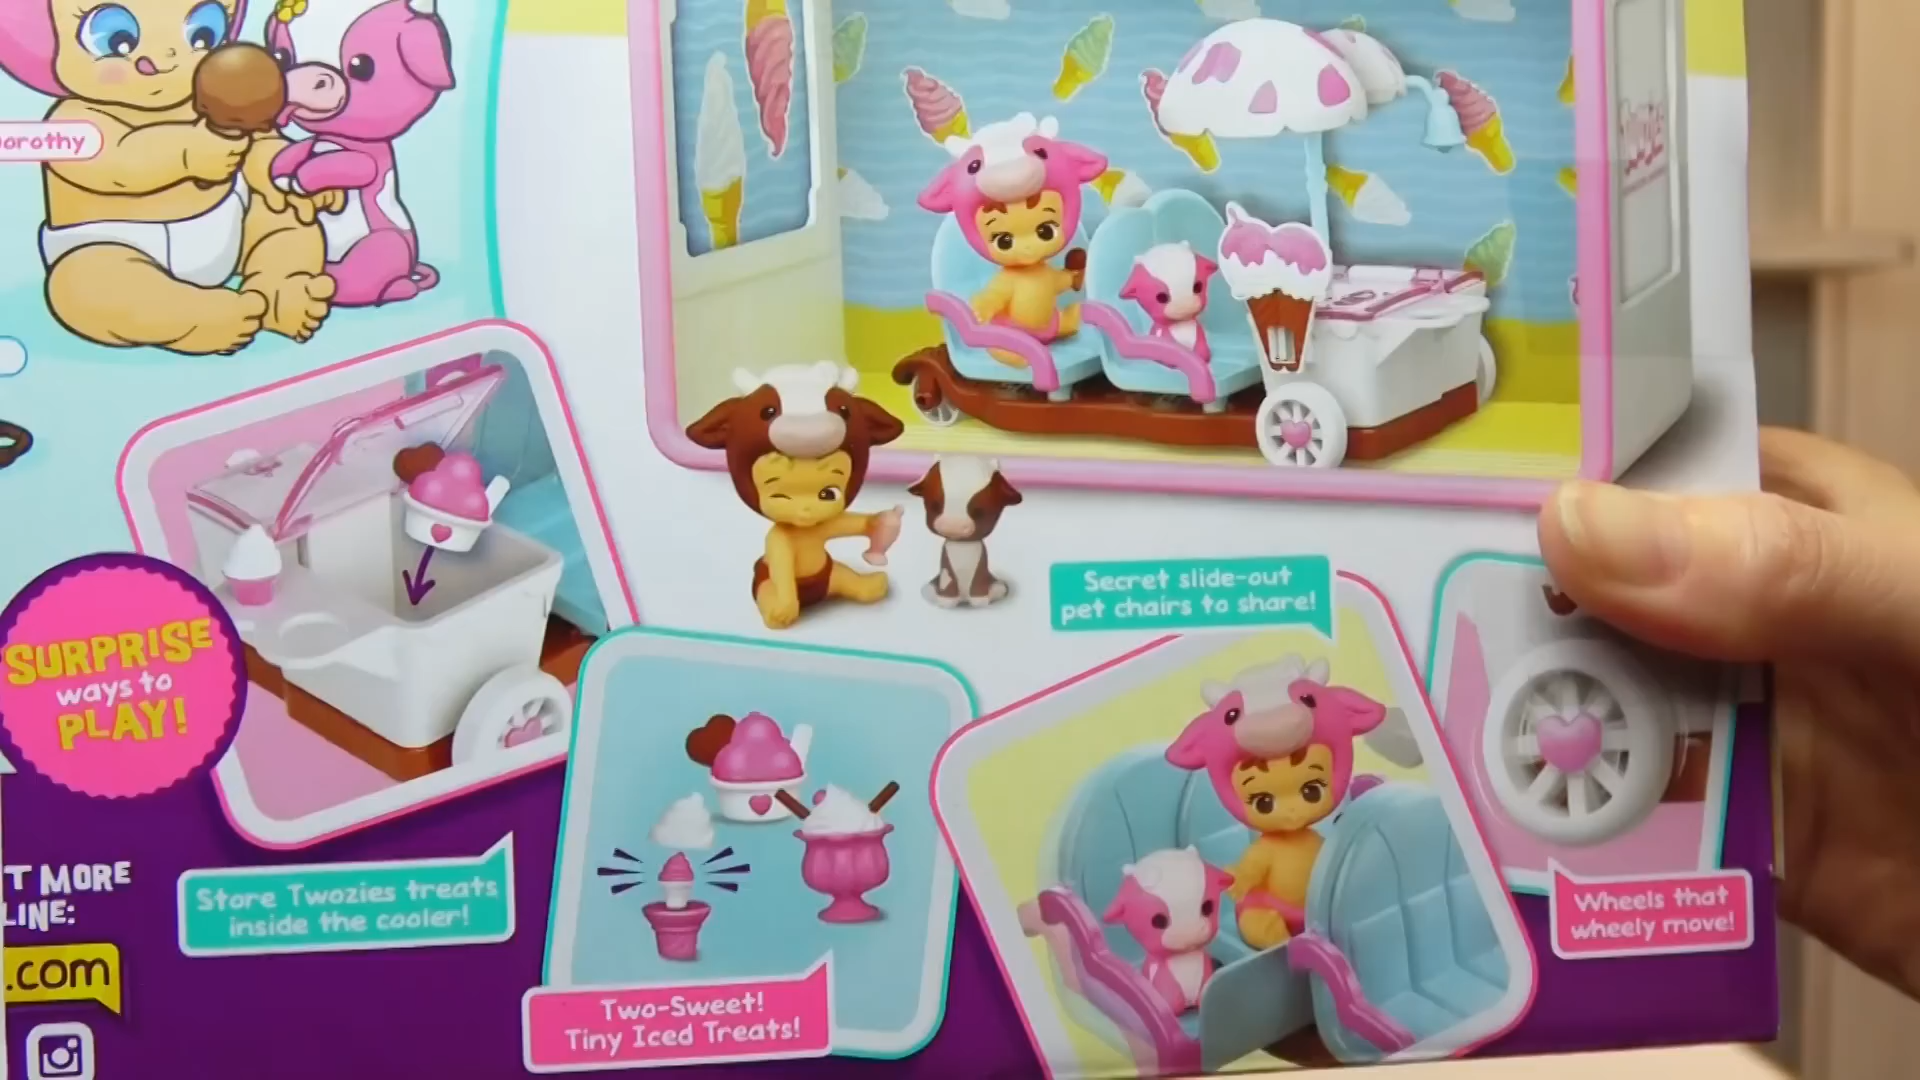 orothy
Secret slide-out
pet chairs to share!
SURPRISE
ways to
PLAY!
T MORE
LINE:
.com
Store Twozies treats
inside the cooler!
Two-Sweet!
Tiny Iced Treats!
Wheels that
wheely move!